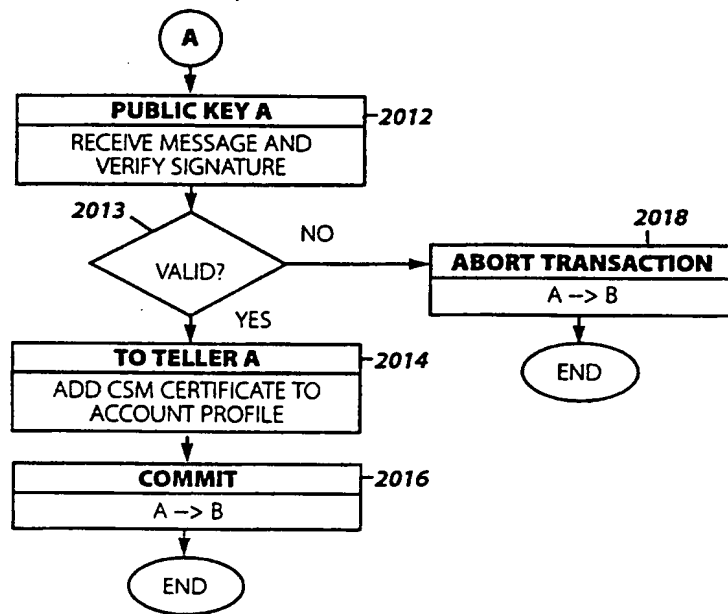 A
PUBLIC KEY A
2012
RECEIVE MESSAGE AND
VERIFY SIGNATURE
2013
VALID?
NO
YES
2018
ABORT TRANSACTION
A --> B
END
TO TELLER A
2014
ADD CSM CERTIFICATE TO
ACCOUNT PROFILE
COMMIT
2016
A --> B
END